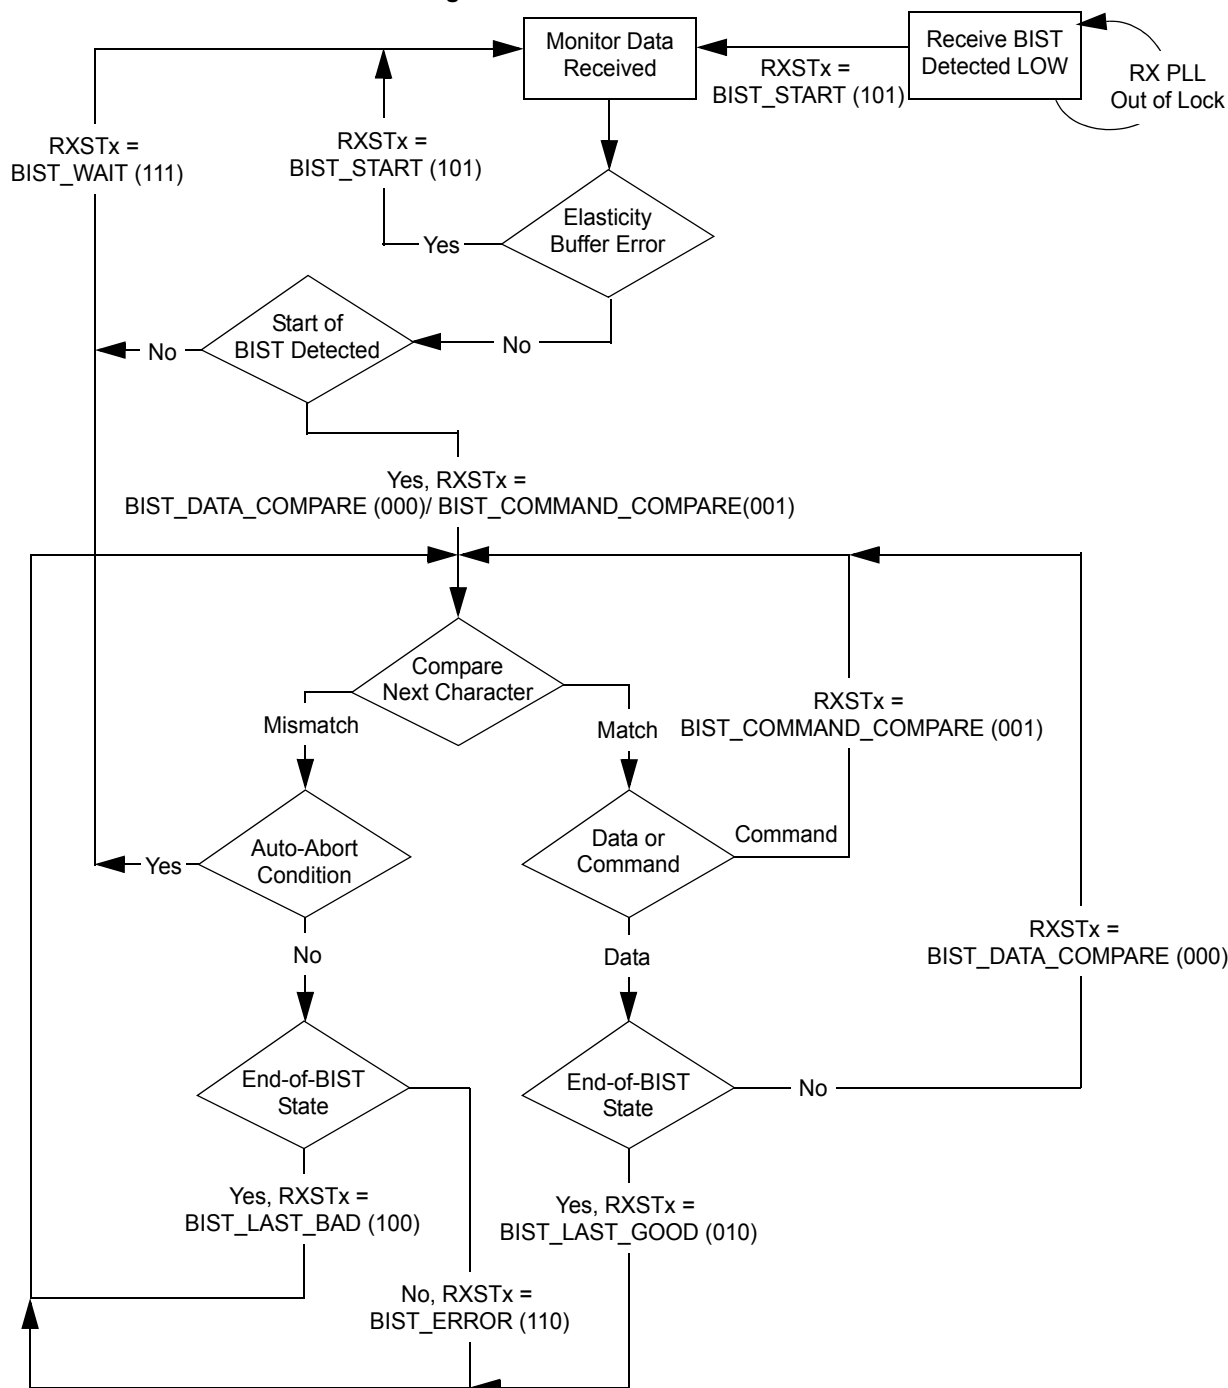 Monitor Data
Received
Receive BIST
Detected LOW
RX PLL
Out of Lock
RXSTx =
BIST_START (101)
RXSTx =
BIST_WAIT (111)
RXSTx =
BIST_START (101)
Elasticity
Buffer Error
Yes
Start of
BIST Detected
No
No
Yes, RXSTx =
BIST_DATA_COMPARE (000)/ BIST_COMMAND_COMPARE(001)
Compare
Next Character
Mismatch
Match
RXSTx =
BIST_COMMAND_COMPARE (001)
Auto-Abort
Condition
Yes
Data or
Command
Command
No
Data
RXSTx =
BIST_DATA_COMPARE (000)
End-of-BIST
State
End-of-BIST
State
No
Yes, RXSTx =
BIST_LAST_BAD (100)
Yes, RXSTx =
BIST_LAST_GOOD (010)
No, RXSTx =
BIST_ERROR (110)